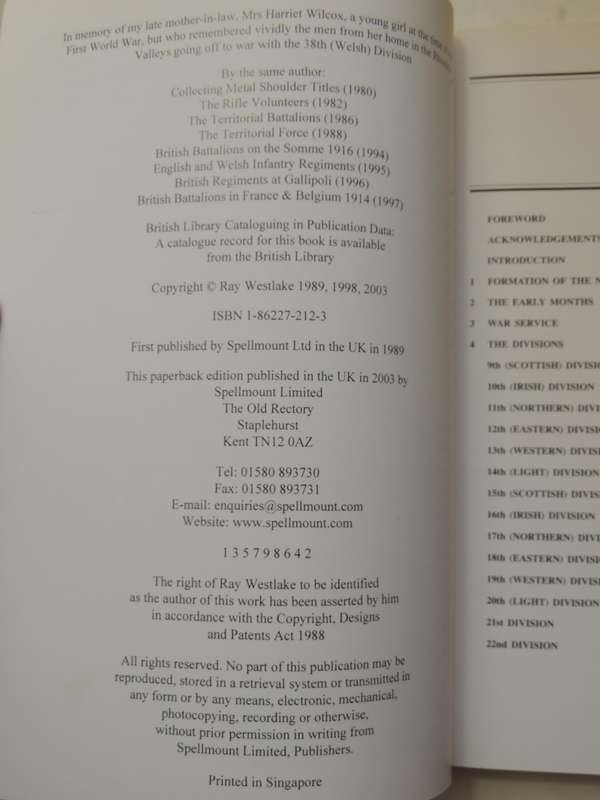 In memory of my late mother-in-law, Mrs Harriet Wilcox, a young girl at the time of the
First World War, but who remembered vividly the men from her home in the Rhondda
Valleys going off to war with the 38th (Welsh) Division
By the same author:
Collecting Metal Shoulder Titles (1980)
The Rifle Volunteers (1982)
The Territorial Battalions (1986)
The Territorial Force (1988)
British Battalions on the Somme 1916 (1994)
English and Welsh Infantry Regiments (1995)
British Regiments at Gallipoli (1996)
British Battalions in France & Belgium 1914 (1997)
British Library Cataloguing in Publication Data:
A catalogue record for this book is available
from the British Library
Copyright © Ray Westlake 1989, 1998, 2003
ISBN 1-86227-212-3
First published by Spellmount Ltd in the UK in 1989
This paperback edition published in the UK in 2003 by
Spellmount Limited
The Old Rectory
Staplehurst
Kent TN12 0AZ
Tel: 01580 893730
Fax: 01580 893731
E-mail: enquiries@spellmount.com
Website: www.spellmount.com
1 3 5 7 9 8 6 4 2
The right of Ray Westlake to be identified
as the author of this work has been asserted by him
in accordance with the Copyright, Designs
and Patents Act 1988
All rights reserved. No part of this publication may be
reproduced, stored in a retrieval system or transmitted in
any form or by any means, electronic, mechanical,
photocopying, recording or otherwise,
without prior permission in writing from
Spellmount Limited, Publishers.
Printed in Singapore
FOREWORD
ACKNOWLEDGEMENTS
INTRODUCTION
1 FORMATION OF THE
2 THE EARLY MONTHS
3 WAR SERVICE
4 THE DIVISIONS
9th (SCOTTISH)
10th (IRISH) DIVISION
11th (NORTHERN)
12th (EASTERN)
13th (WESTERN)
14th (LIGHT) DIVISION
15th (SCOTTISH)
16th (IRISH) DIVISION
17th (NORTHERN)
18th (EASTERN)
19th (WESTERN)
20th (LIGHT) DIVISION
21st DIVISION
22nd DIVISION